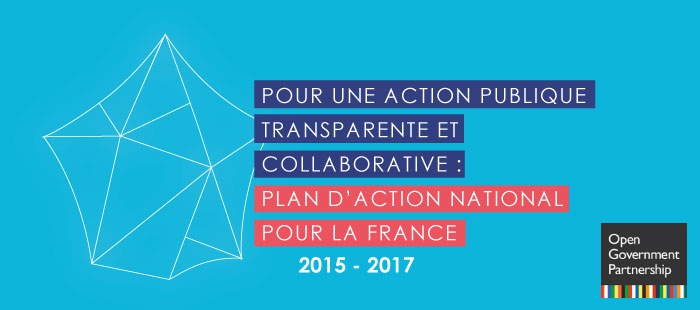 POUR UNE ACTION PUBLIQUE
TRANSPARENTE ET
COLLABORATIVE :
PLAN D'ACTION NATIONAL
POUR LA FRANCE
2015 - 2017
Open
Government
Partnership